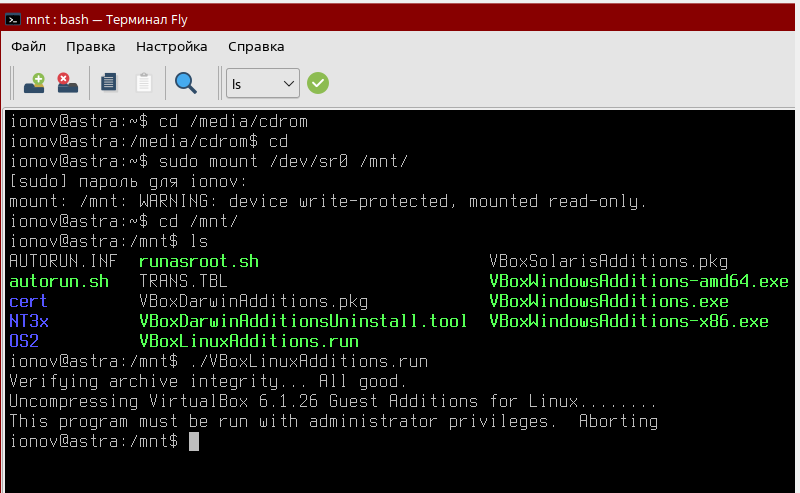 mnt : bash — Терминал Fly
Файл Правка Настройка Справка
ls
ionov@astra:~$ cd /media/cdrom
ionov@astra:/media/cdrom$ cd
ionov@astra:~$ sudo mount /dev/sr0 /mnt/
[sudo] пароль для ionov:
mount: /mnt: WARNING: device write-protected, mounted read-only.
ionov@astra:~$ cd /mnt/
ionov@astra:/mnt$ ls
AUTORUN.INF runasroot.sh VBoxSolarisAdditions.pkg
autorun.sh TRANS.TBL VBoxWindowsAdditions-amd64.exe
cert VBoxDarwinAdditions.pkg VBoxWindowsAdditions.exe
NT3x VBoxDarwinAdditionsUninstall.tool VBoxWindowsAdditions-x86.exe
OS2 VBoxLinuxAdditions.run
ionov@astra:/mnt$ ./VBoxLinuxAdditions.run
Verifying archive integrity... All good.
Uncompressing VirtualBox 6.1.26 Guest Additions for Linux........
This program must be run with administrator privileges.  Aborting
ionov@astra:/mnt$